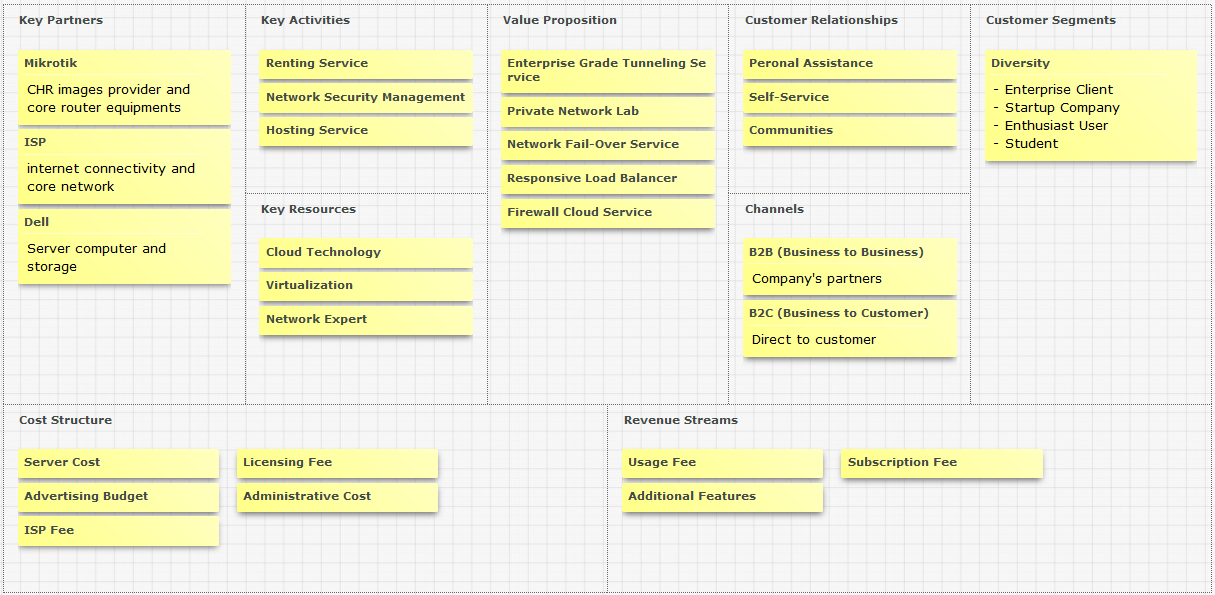 Key Partners
Mikrotik
CHR images provider and
core router equipments
ISP
internet connectivity and
core network
Dell
Server computer and
storage
Key Activities
Renting Service
Network Security Management
Hosting Service
Key Resources
Cloud Technology
Virtualization
Network Expert
Value Proposition
Enterprise Grade Tunneling Se
rvice
Private Network Lab
Network Fail-Over Service
Responsive Load Balancer
Firewall Cloud Service
Customer Relationships
Peronal Assistance
Self-Service
Communities
Channels
B2B (Business to Business)
Company's partners
B2C (Business to Customer)
Direct to customer
Customer Segments
Diversity
- Enterprise Client
- Startup Company
- Enthusiast User
- Student
Cost Structure
Server Cost
Advertising Budget
ISP Fee
Licensing Fee
Administrative Cost
Revenue Streams
Usage Fee
Additional Features
Subscription Fee